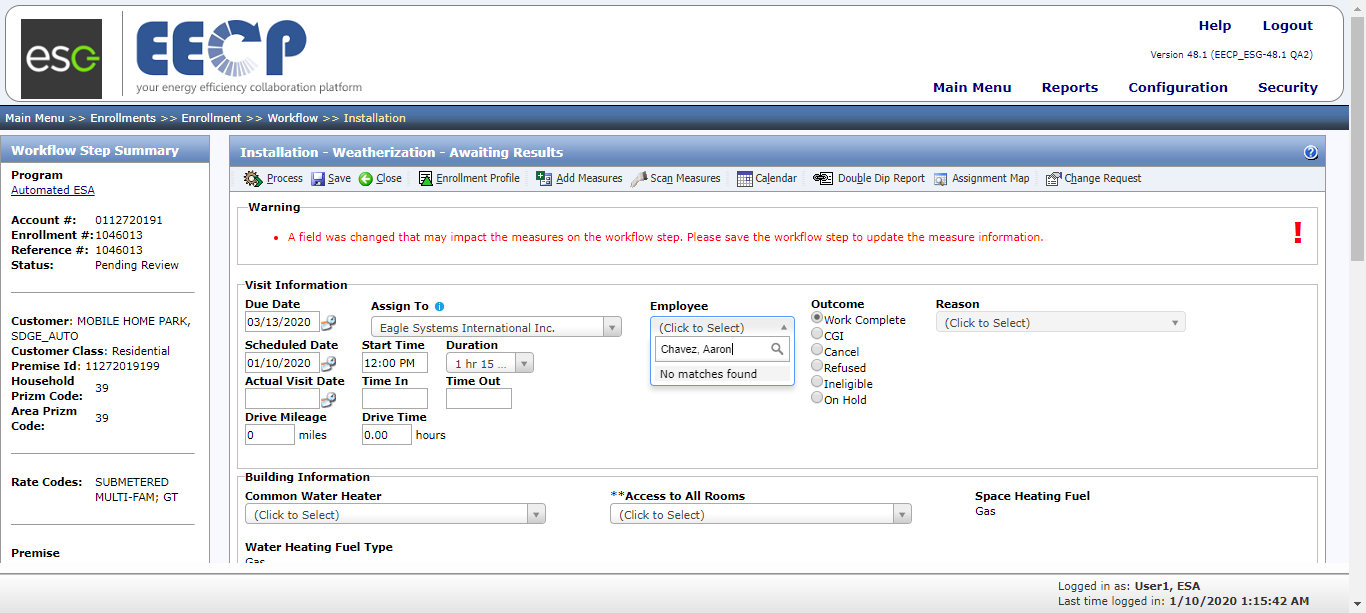 esc
EECP
your energy efficiency collaboration platform
Help Logout
Version 48.1 (EECP_ESG-48.1 QA2)
Main Menu Reports Configuration Security
Main Menu >> Enrollments >> Enrollment >> Workflow >> Installation
Workflow Step Summary
Program
Automated ESA
Account #: 0112720191
Enrollment #: 1046013
Reference #: 1046013
Status: Pending Review
Customer: MOBILE HOME PARK,
SDGE_AUTO
Customer Class: Residential
Premise Id: 11272019199
Household
Prizm Code: 39
Area Prizm
Code: 39
Rate Codes: SUBMETERED
MULTI-FAM; GT
Premise
Installation - Weatherization - Awaiting Results
Process Save Close Enrollment Profile Add Measures Scan Measures Calendar Double Dip Report Assignment Map Change Request
Warning
A field was changed that may impact the measures on the workflow step. Please save the workflow step to update the measure information.
!
Visit Information
Due Date Assign To Employee Outcome Reason
03/13/2020 Eagle Systems International Inc. (Click to Select) Work Complete (Click to Select)
Chavez, Aaron
No matches found
CGI
Cancel
Refused
Ineligible
On Hold
Scheduled Date Start Time Duration
01/10/2020 12:00 PM 1 hr 15 ...
Actual Visit Date Time In Time Out
Drive Mileage Drive Time
0 miles 0.00 hours
Building Information
Common Water Heater **Access to All Rooms Space Heating Fuel
(Click to Select) (Click to Select) Gas
Water Heating Fuel Type
Gas
Logged in as: User1, ESA
Last time logged in: 1/10/2020 1:15:42 AM